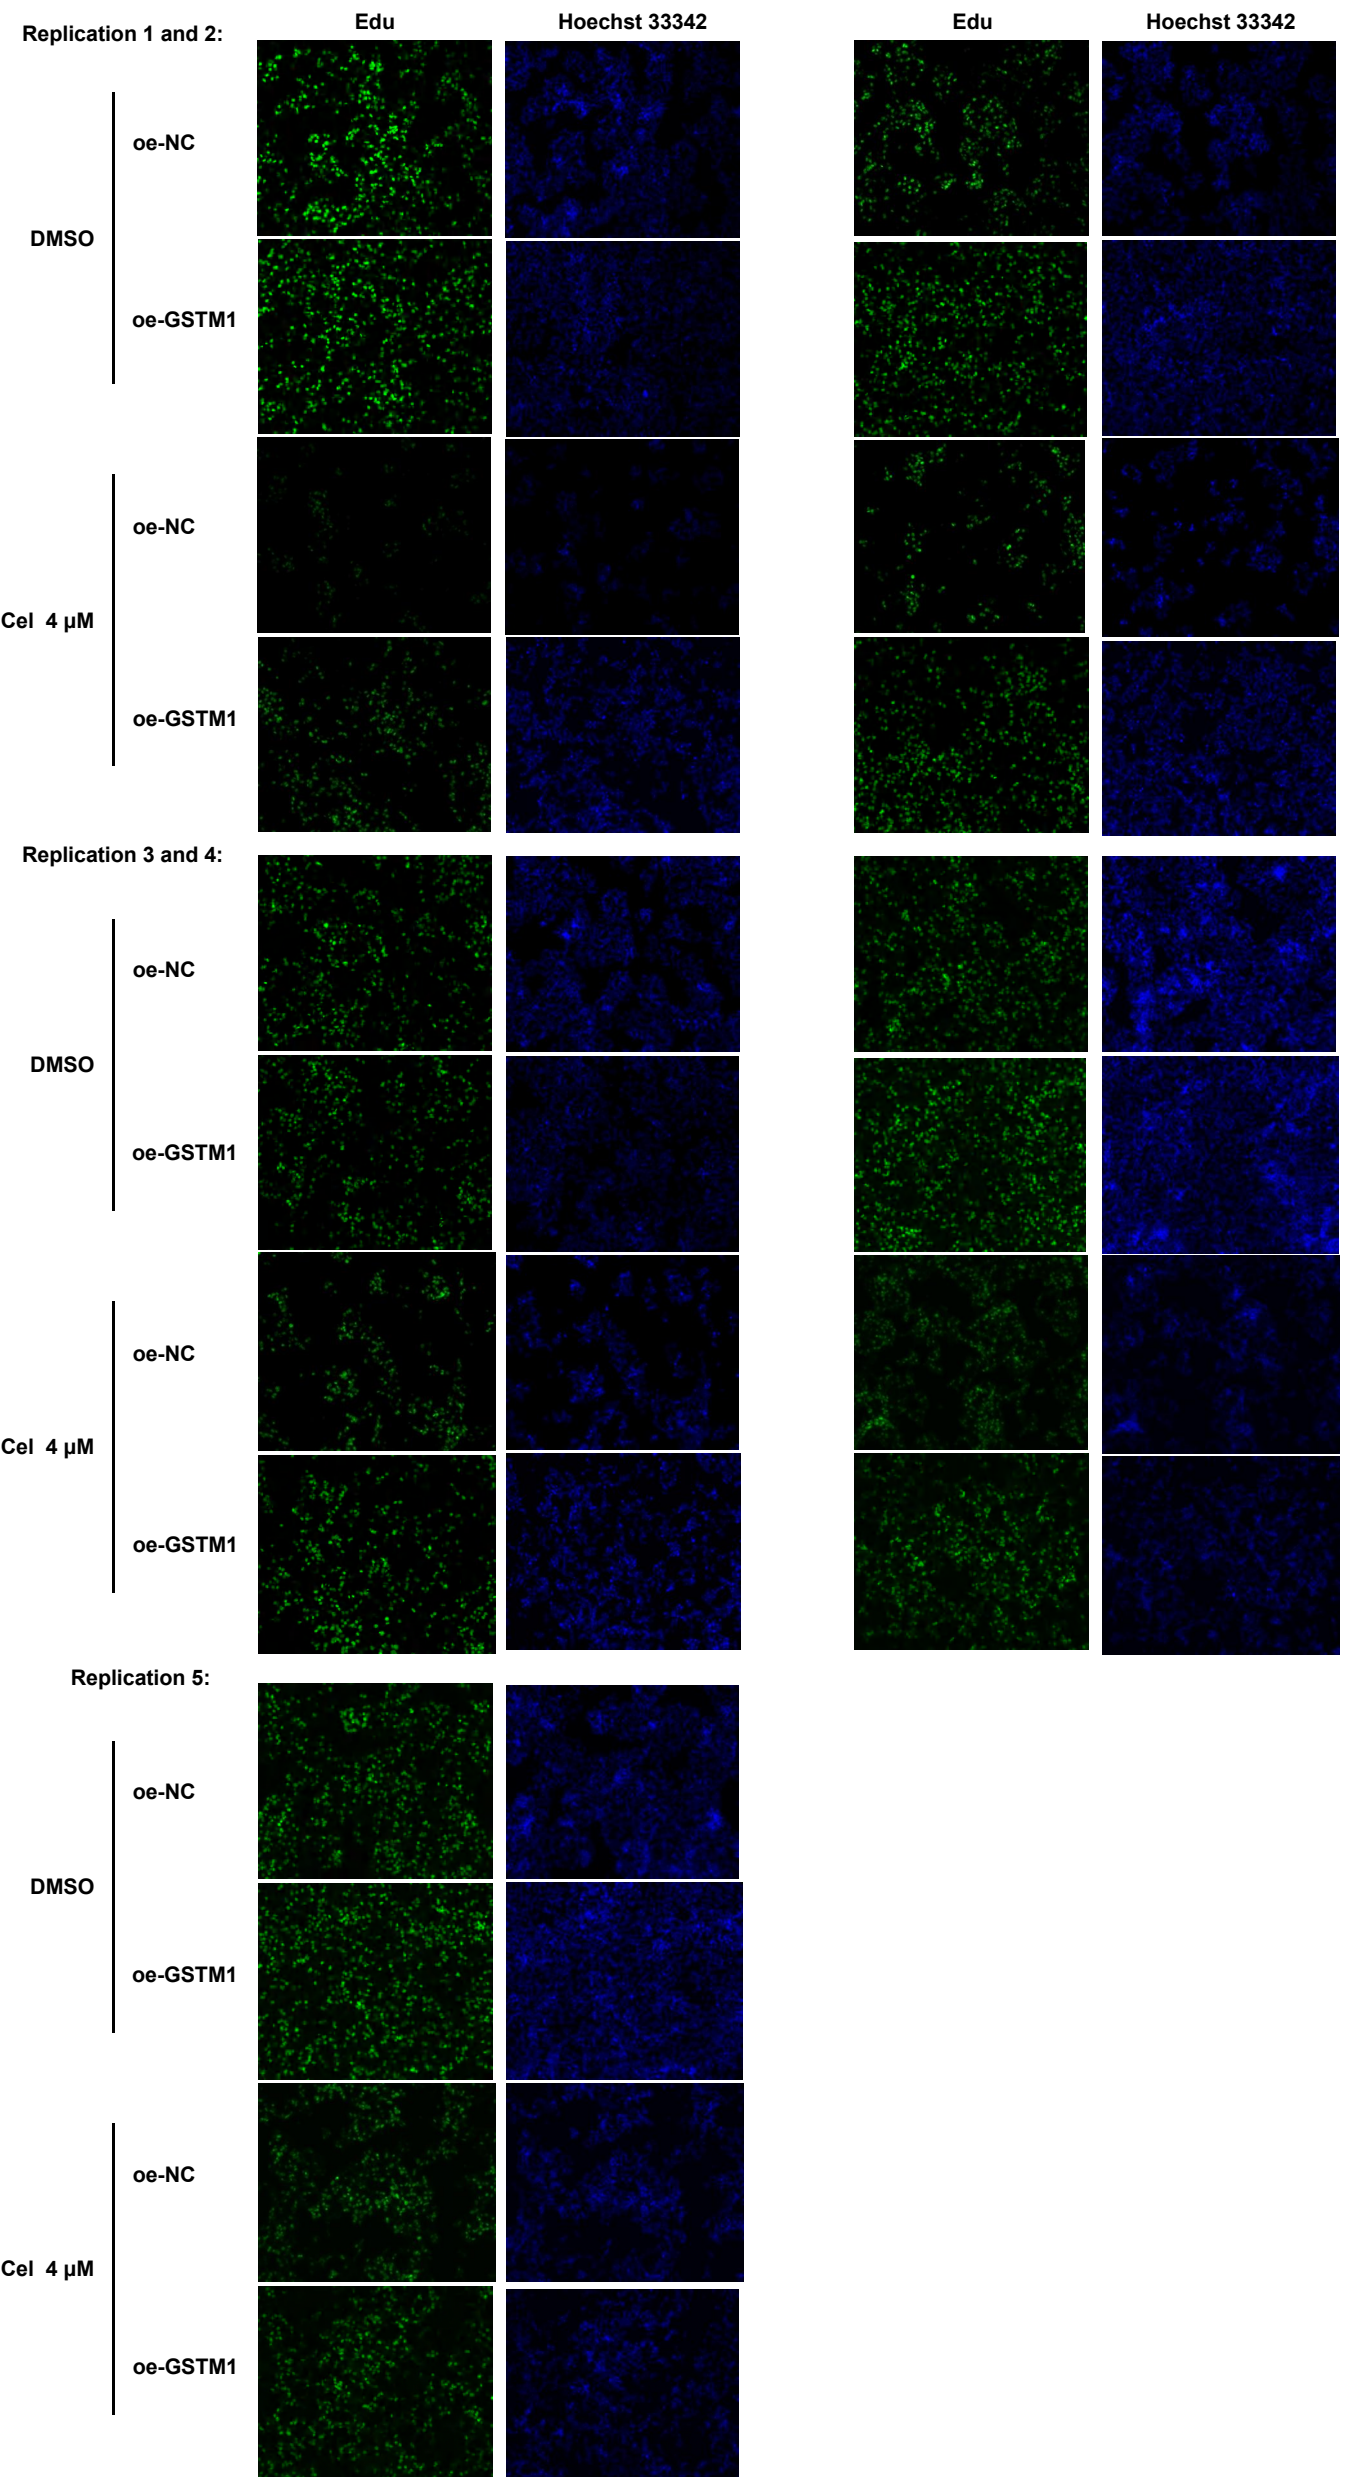 Edu Hoechst 33342 Edu Hoechst 33342
Replication 1 and 2:
oe-NC
DMSO
oe-GSTM1
oe-NC
Cel 4 µM
oe-GSTM1
Replication 3 and 4:
oe-NC
DMSO
oe-GSTM1
oe-NC
Cel 4 µM
oe-GSTM1
Replication 5:
oe-NC
DMSO
oe-GSTM1
oe-NC
Cel 4 µM
oe-GSTM1